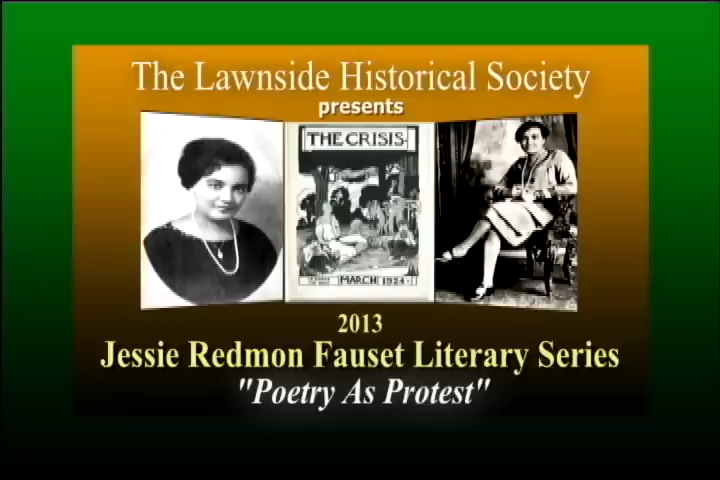 The Lawnside Historical Society
presents
THE CRISIS
MARCH 1924
2013
Jessie Redmon Fauset Literary Series
"Poetry As Protest"